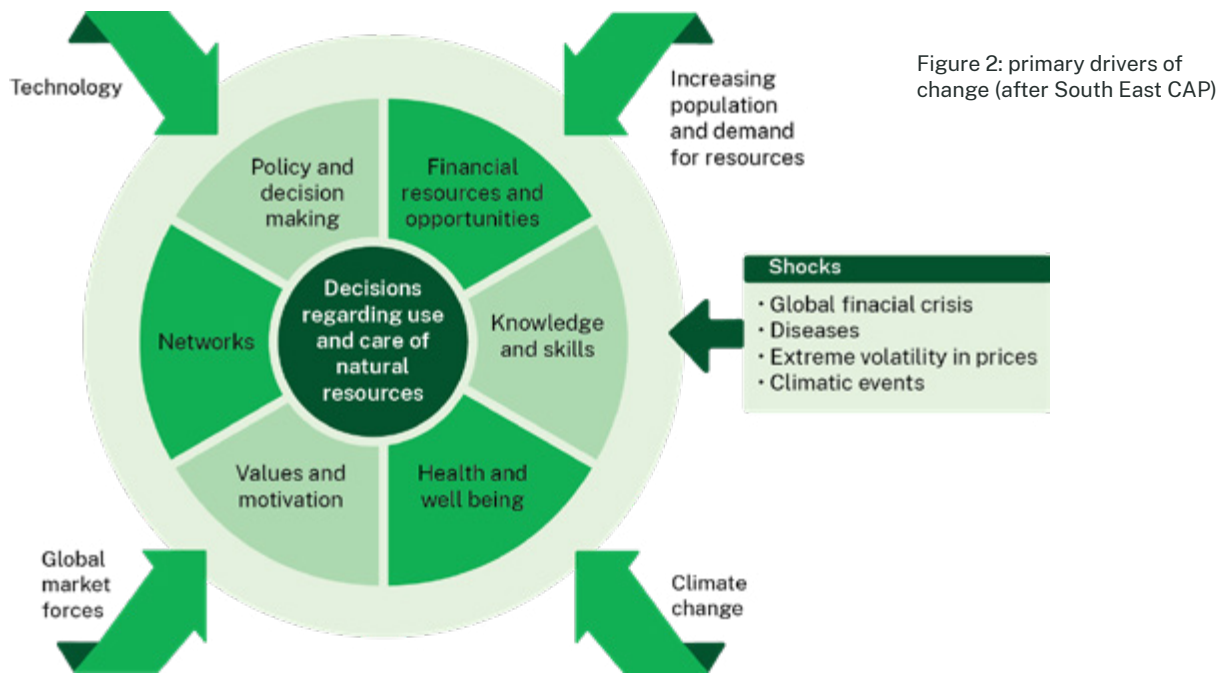 Technology
Increasing
population
and demand
for resources
Figure 2: primary drivers of
change (after South East CAP)
Policy and
decision
making
Financial
resources and
opportunities
Networks
Decisions
regarding use
and care of
natural
resources
Knowledge
and skills
Shocks
• Global finacial crisis
• Diseases
• Extreme volatility in prices
• Climatic events
Values and
motivation
Health and
well being
Global
market
forces
Climate
change